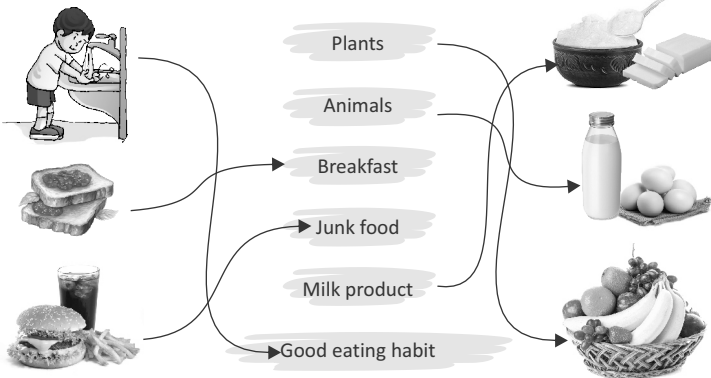 Plants
Animals
Breakfast
Junk food
Milk product
Good eating habit